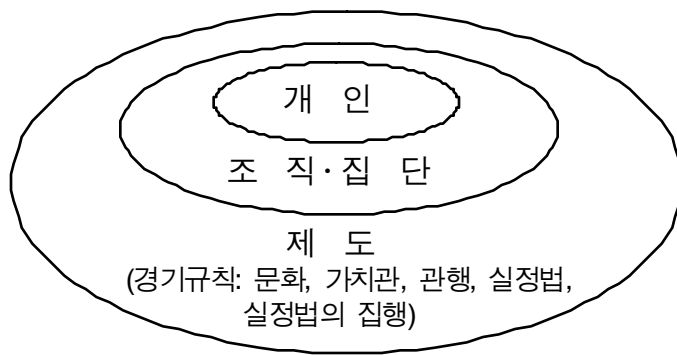 개 인
조 직·집 단
제 도
(경기규칙: 문화, 가치관, 관행, 실정법,
실정법의 집행)